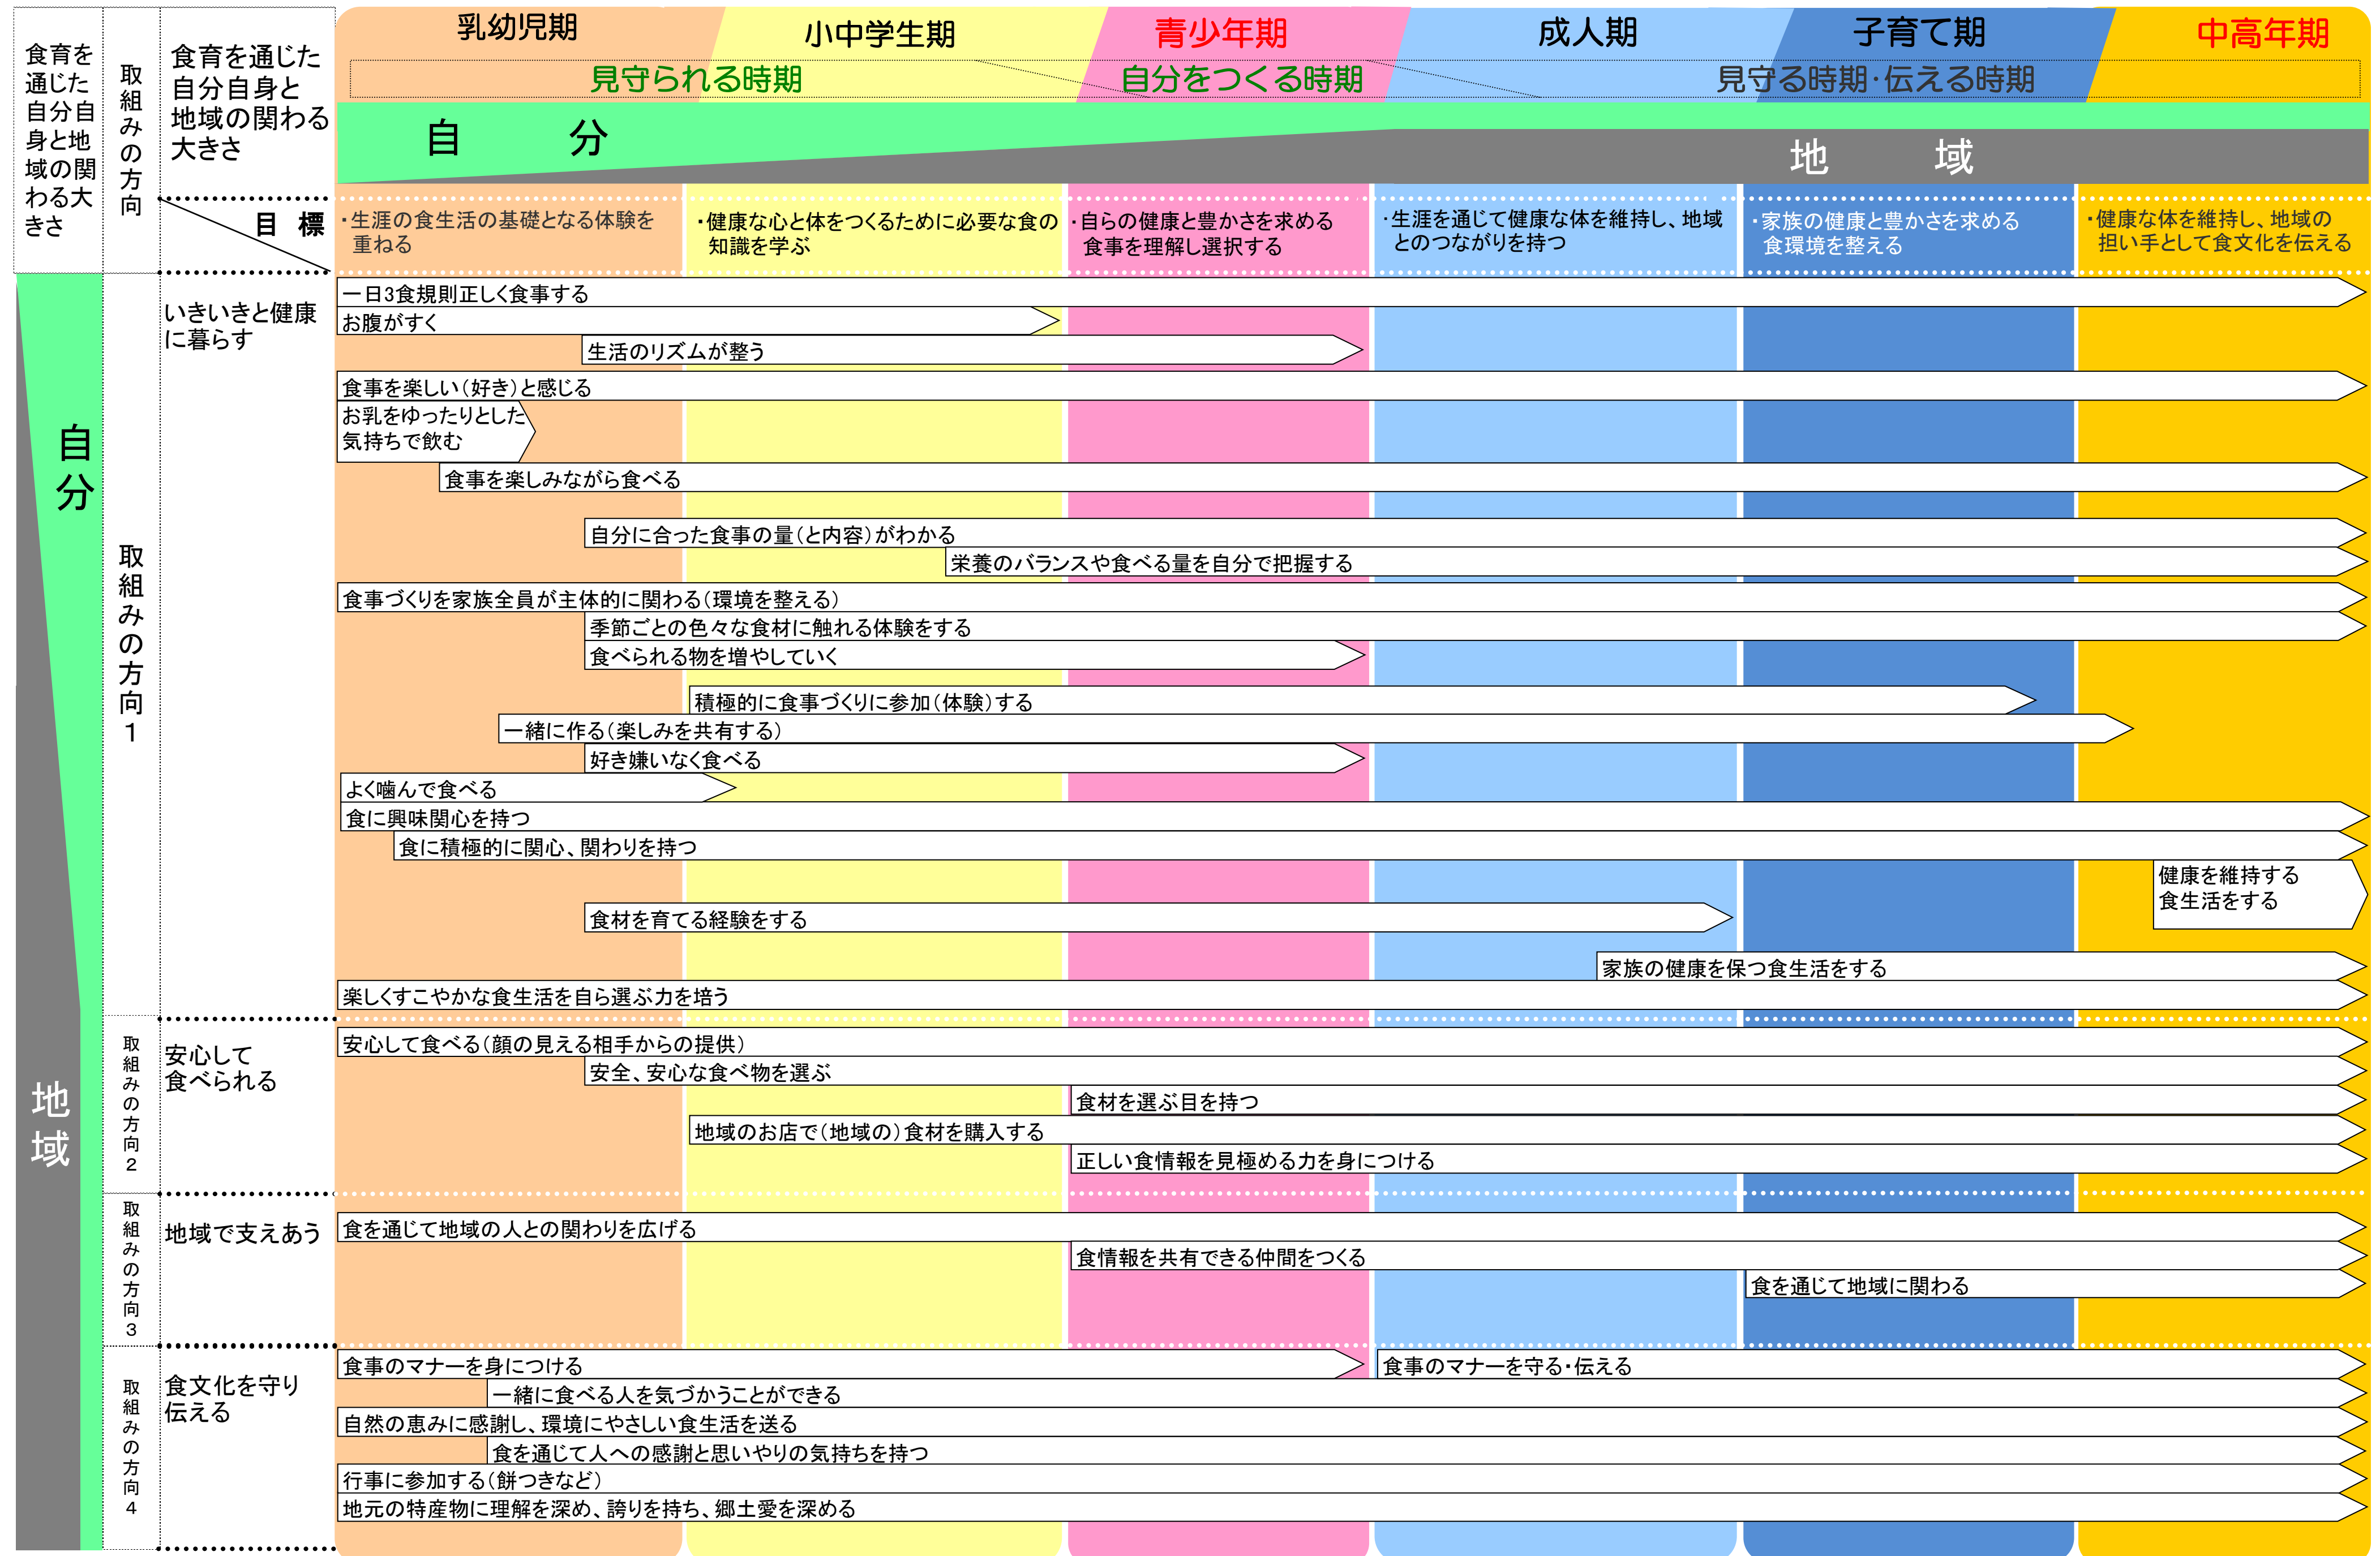 食育を
通じた
自分自
身と地
域の関
わる大
きさ
取組みの方向
食育を通じた
自分自身と
地域の関わる
大きさ
目 標
乳幼児期
小中学生期
青少年期
成人期
子育て期
中高年期
見守られる時期
自分をつくる時期
見守る時期・伝える時期
自 分
地 域
・生涯の食生活の基礎となる体験を
重ねる
・健康な心と体をつくるために必要な食の
知識を学ぶ
・自らの健康と豊かさを求める
食事を理解し選択する
・生涯を通じて健康な体を維持し、地域
とのつながりを持つ
・家族の健康と豊かさを求める
食環境を整える
・健康な体を維持し、地域の
担い手として食文化を伝える
自分
地域
取組みの方向1
いきいきと健康
に暮らす
一日3食規則正しく食事する
お腹がすく
生活のリズムが整う
食事を楽しい(好き)と感じる
お乳をゆったりとした
気持ちで飲む
食事を楽しみながら食べる
自分に合った食事の量(と内容)がわかる
栄養のバランスや食べる量を自分で把握する
食事づくりを家族全員が主体的に関わる(環境を整える)
季節ごとの色々な食材に触れる体験をする
食べられる物を増やしていく
積極的に食事づくりに参加(体験)する
一緒に作る(楽しみを共有する)
好き嫌いなく食べる
よく噛んで食べる
食に興味関心を持つ
食に積極的に関心、関わりを持つ
健康を維持する
食生活をする
食材を育てる経験をする
家族の健康を保つ食生活をする
楽しくすこやかな食生活を自ら選ぶ力を培う
取組みの方向2
安心して
食べられる
安心して食べる(顔の見える相手からの提供)
安全、安心な食べ物を選ぶ
食材を選ぶ目を持つ
地域のお店で(地域の)食材を購入する
正しい食情報を見極める力を身につける
取組みの方向3
地域で支えあう
食を通じて地域の人との関わりを広げる
食情報を共有できる仲間をつくる
食を通じて地域に関わる
取組みの方向4
食文化を守り
伝える
食事のマナーを身につける
食事のマナーを守る・伝える
一緒に食べる人を気づかうことができる
自然の恵みに感謝し、環境にやさしい食生活を送る
食を通じて人への感謝と思いやりの気持ちを持つ
行事に参加する(餅つきなど)
地元の特産物に理解を深め、誇りを持ち、郷土愛を深める